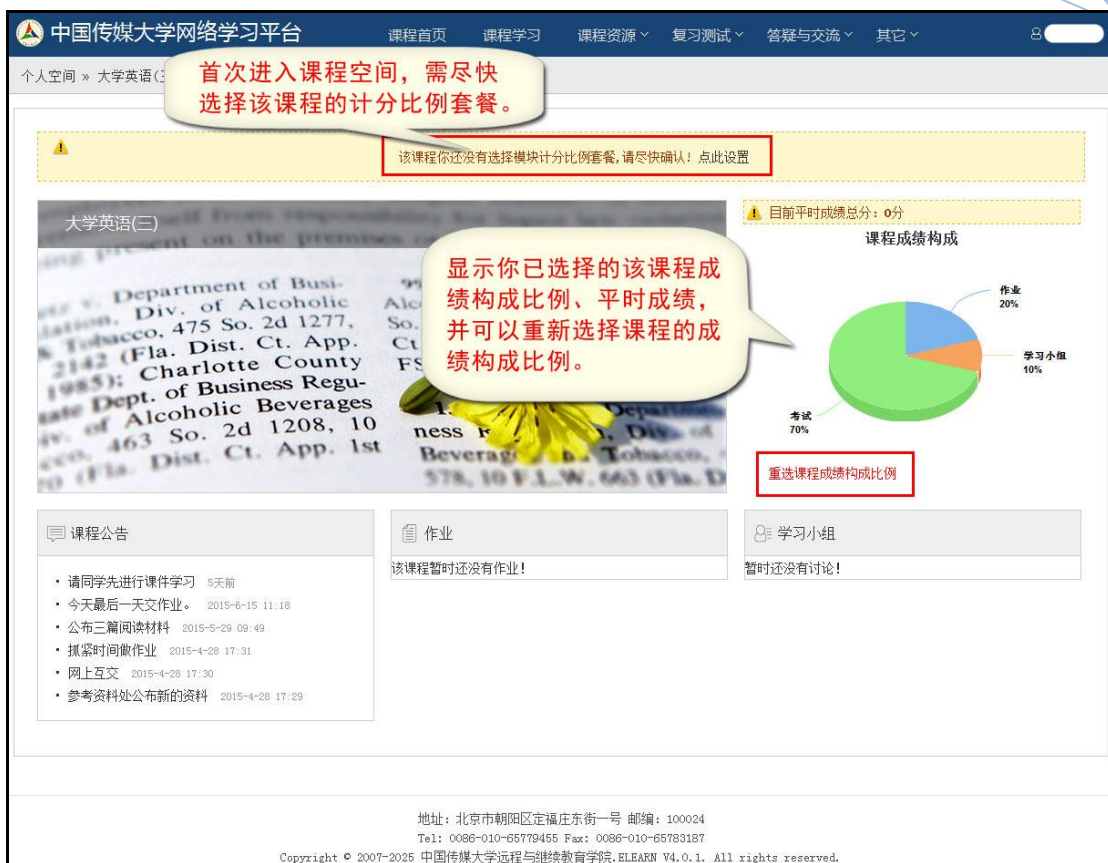 中国传媒大学网络学习平台
课程首页 课程学习 课程资源 复习测试 答疑与交流 其它
个人空间 » 大学英语(三
首次进入课程空间，需尽快
选择该课程的计分比例套餐。
该课程你还没有选择模块计分比例套餐,请尽快确认! 点此设置
大学英语(三)
目前平时成绩总分：0分
课程成绩构成
作业
20%
学习小组
10%
考试
70%
显示你已选择的该课程成
绩构成比例、平时成绩，
并可以重新选择课程的成
绩构成比例。
重选课程成绩构成比例
Department of Busi-
Div. of Alcoholic
Tobacco, 475 So. 2d 1277,
2142 (Fla. Dist. Ct. App.
1985); Charlotte County
Dept. of Business Regu-
Alcoholic Beverages
463 So. 2d 1208, 10
(Fla. Dist. Ct. App. 1st
578, 10 F.L.W. 663 (Fla. D
课程公告
请同学先进行课件学习 5天前
今天最后一天交作业。 2015-6-15 11:18
公布三篇阅读材料 2015-5-29 09:49
抓紧时间做作业 2015-4-28 17:31
网上互交 2015-4-28 17:30
参考资料处公布新的资料 2015-4-28 17:29
作业
该课程暂时还没有作业!
学习小组
暂时还没有讨论!
地址：北京市朝阳区定福庄东街一号 邮编：100024
Tel: 0086-010-65779455 Fax: 0086-010-65783187
Copyright © 2007-2025 中国传媒大学远程与继续教育学院.ELEARN V4.0.1. All rights reserved.